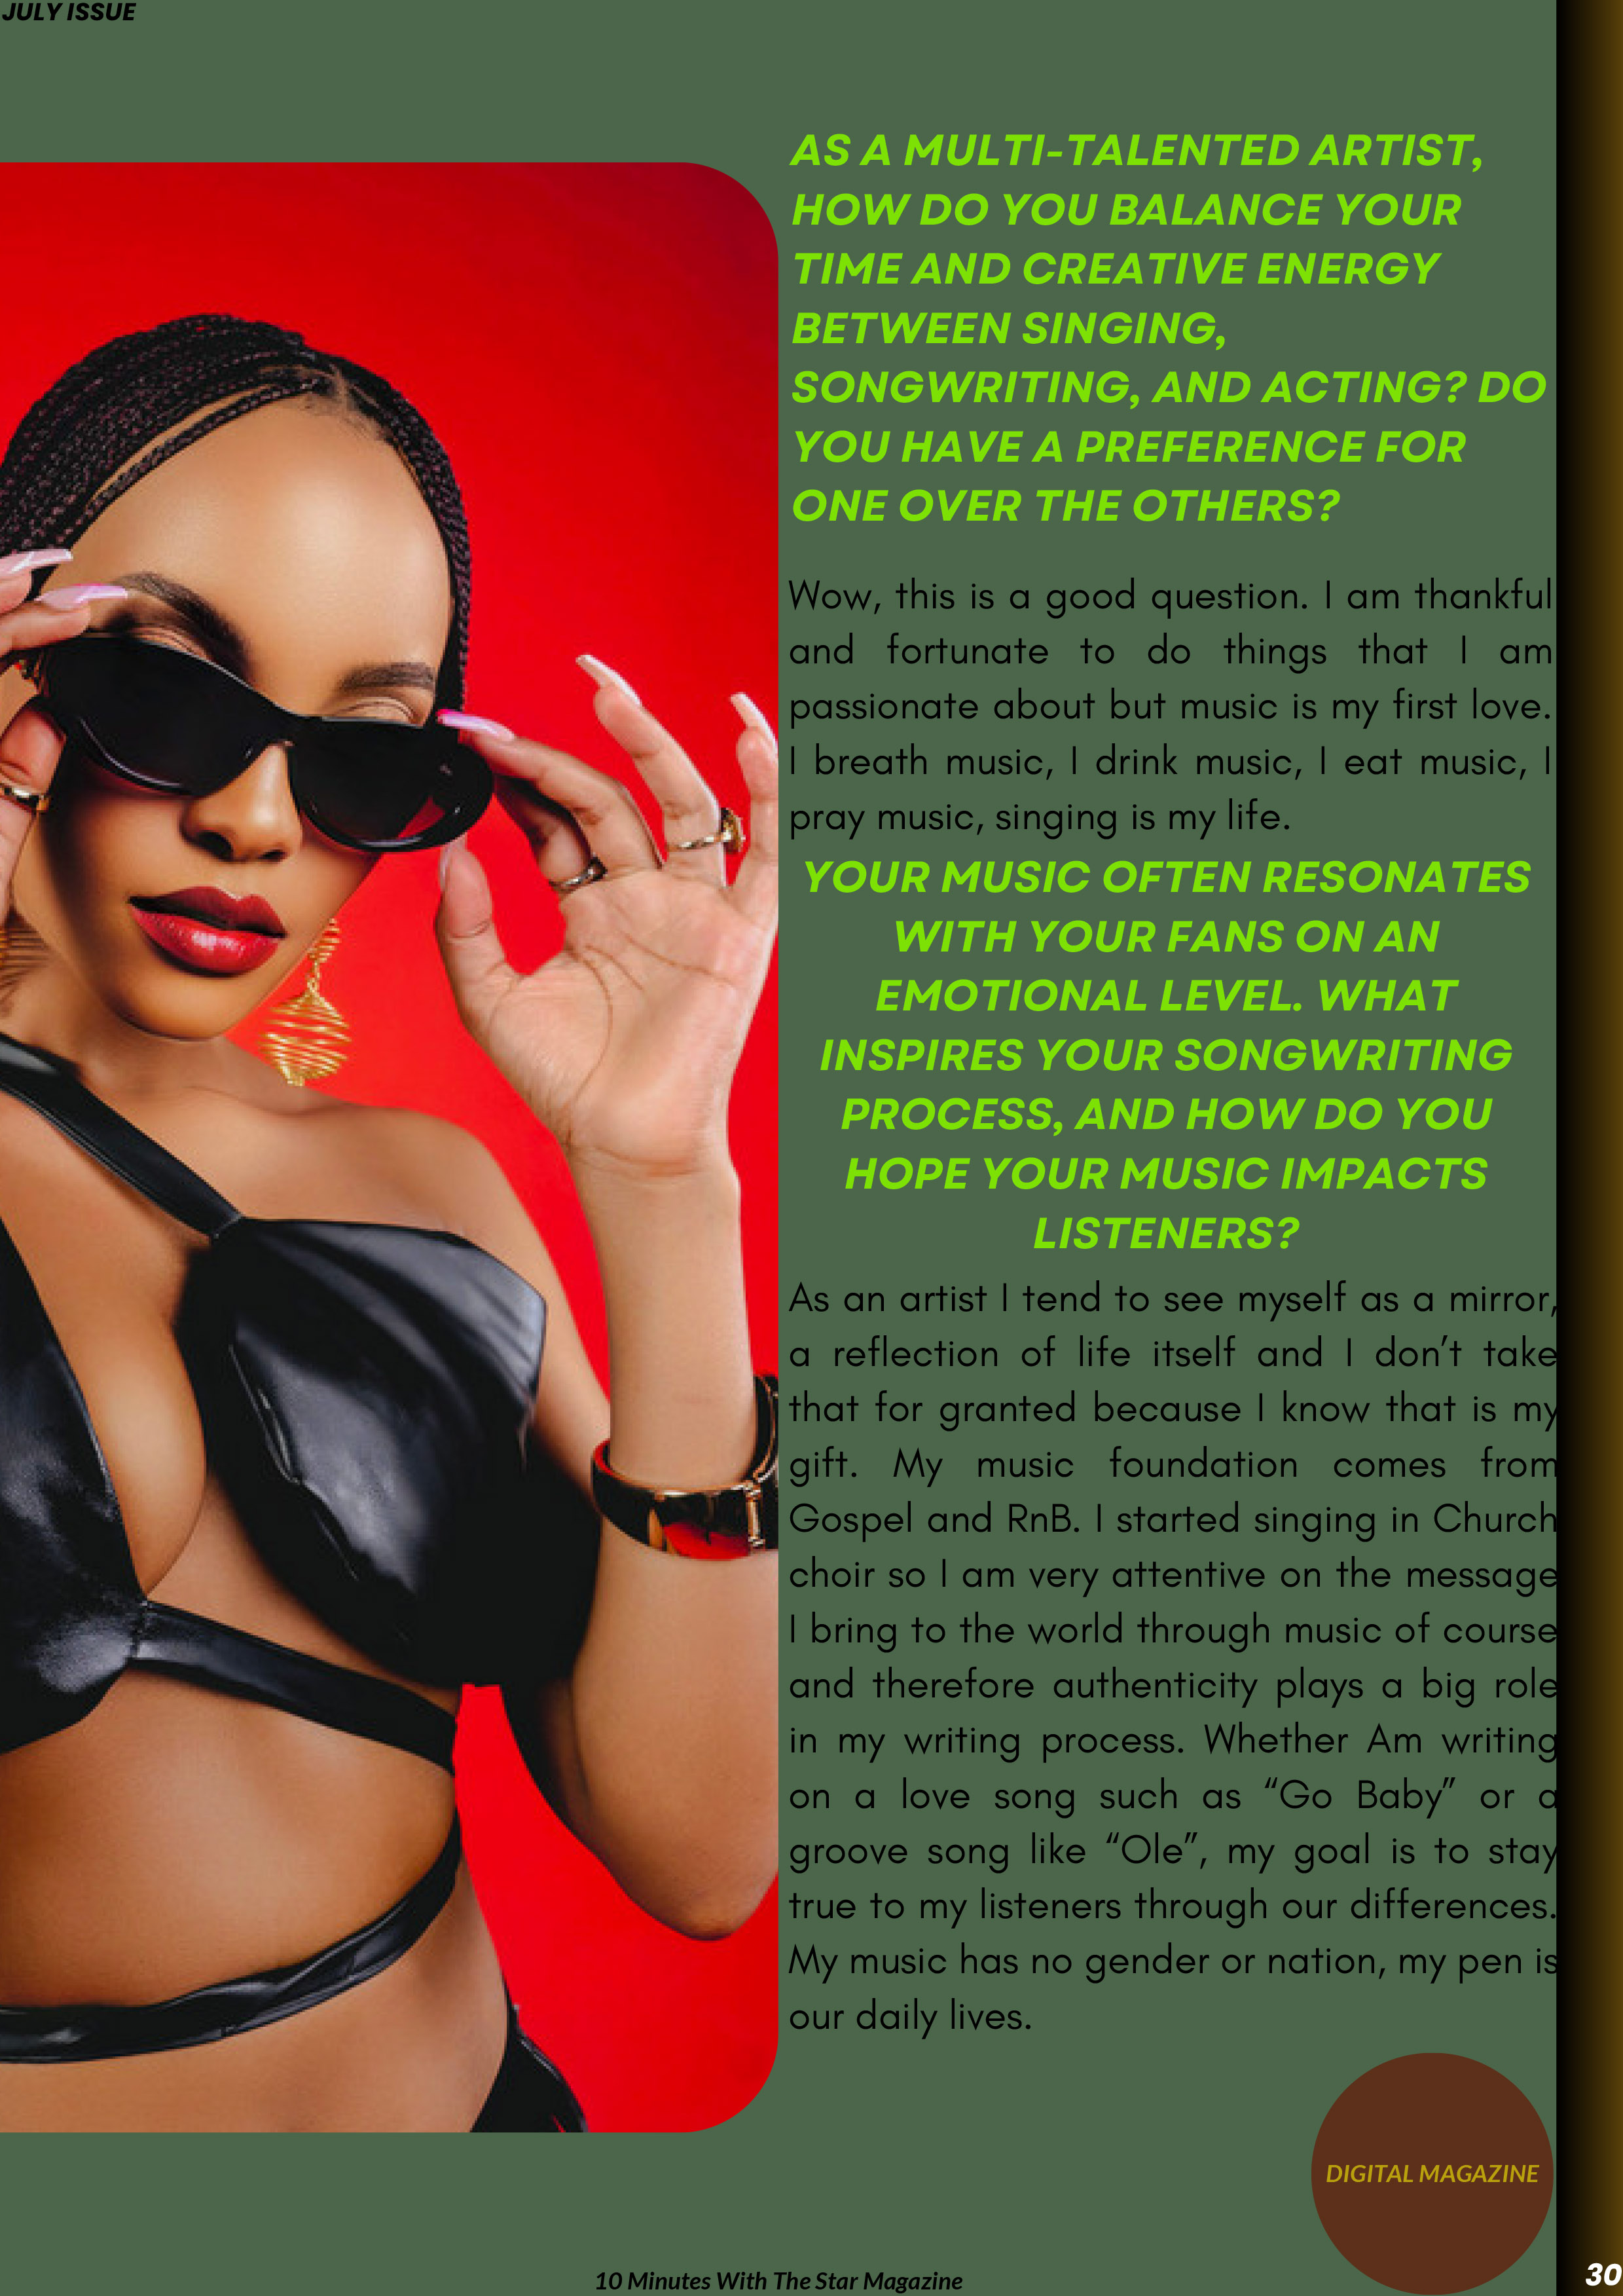 JULY ISSUE
AS A MULTI-TALENTED ARTIST,
HOW DO YOU BALANCE YOUR
TIME AND CREATIVE ENERGY
BETWEEN SINGING,
SONGWRITING, AND ACTING? DO
YOU HAVE A PREFERENCE FOR
ONE OVER THE OTHERS?
Wow, this is a good question. I am thankful
and fortunate to do things that I am
passionate about but music is my first love.
I breath music, I drink music, I eat music, I
pray music, singing is my life.
YOUR MUSIC OFTEN RESONATES
WITH YOUR FANS ON AN
EMOTIONAL LEVEL. WHAT
INSPIRES YOUR SONGWRITING
PROCESS, AND HOW DO YOU
HOPE YOUR MUSIC IMPACTS
LISTENERS?
As an artist I tend to see myself as a mirror,
a reflection of life itself and I don’t take
that for granted because I know that is my
gift. My music foundation comes from
Gospel and RnB. I started singing in Church
choir so I am very attentive on the message
I bring to the world through music of course
and therefore authenticity plays a big role
in my writing process. Whether Am writing
on a love song such as “Go Baby” or a
groove song like “Ole”, my goal is to stay
true to my listeners through our differences.
My music has no gender or nation, my pen is
our daily lives.
DIGITAL MAGAZINE
10 Minutes With The Star Magazine
30